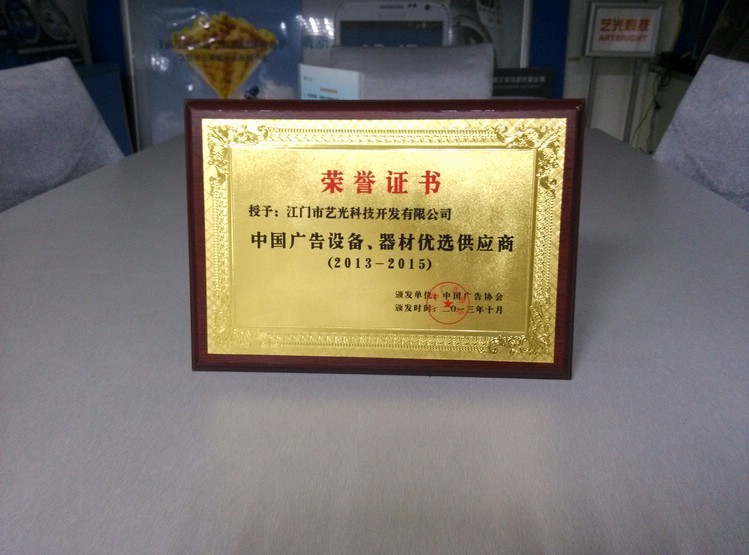 艺光科技
ARTBRIGHT
荣誉证书
授予：江门市艺光科技开发有限公司
中国广告设备、器材优选供应商
(2013-2015)
颁发单位：中国广告协会
颁发时间：二〇一三年十月